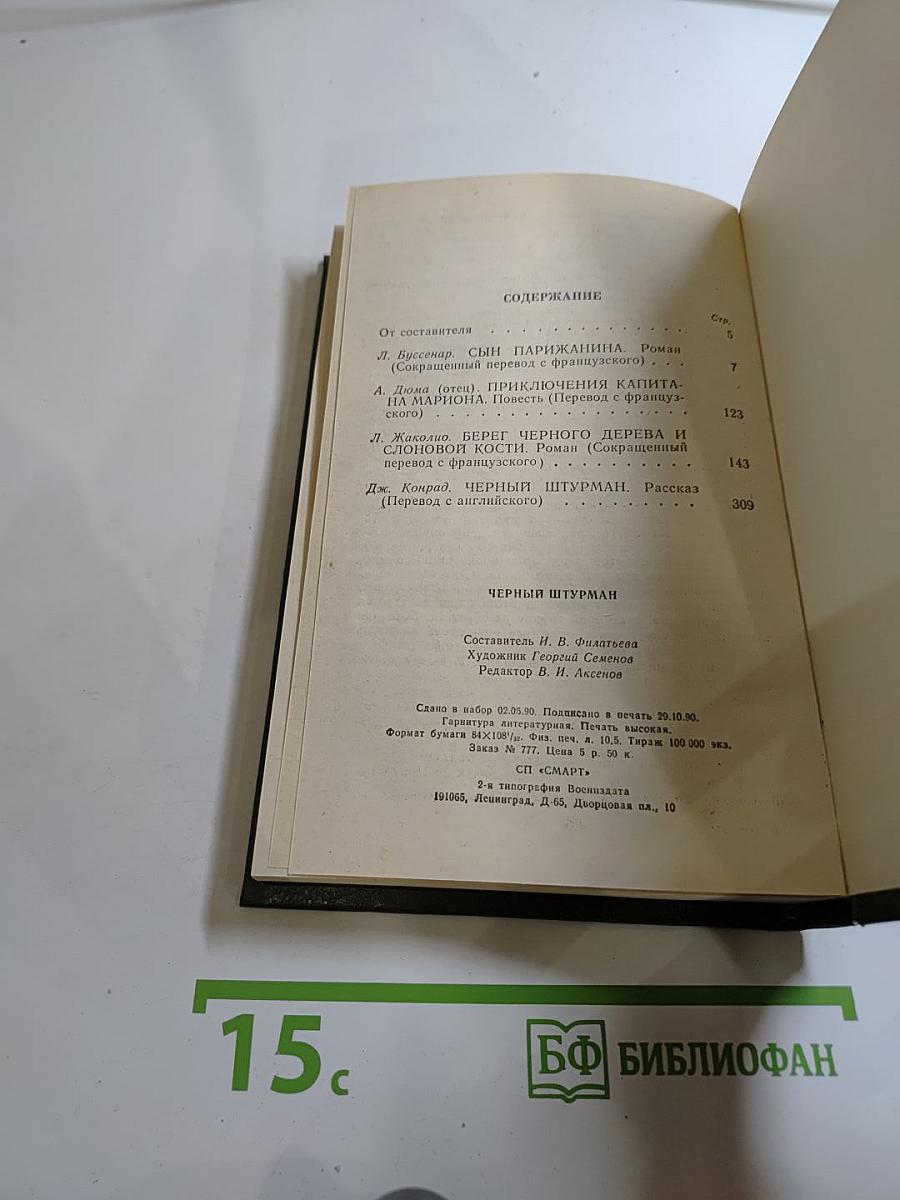 СОДЕРЖАНИЕ
Стр.
От составителя . . . . . . . . . . . . . . 5
Л. Буссенар. СЫН ПАРИЖАНИНА. Роман
(Сокращенный перевод с французского) . . . 7
А. Дюма (отец). ПРИКЛЮЧЕНИЯ КАПИТА-
НА МАРИОНА. Повесть (Перевод с француз-
ского) . . . . . . . . . . . . . . . . . . 123
Л. Жаколио. БЕРЕГ ЧЕРНОГО ДЕРЕВА И
СЛОНОВОЙ КОСТИ. Роман (Сокращенный
перевод с французского) . . . . . . . . . . 143
Дж. Конрад. ЧЕРНЫЙ ШТУРМАН. Рассказ
(Перевод с английского) . . . . . . . . . 309
ЧЕРНЫЙ ШТУРМАН
Составитель И. В. Филатьева
Художник Георгий Семенов
Редактор В. И. Аксенов
Сдано в набор 02.06.90. Подписано в печать 29.10.90.
Гарнитура литературная. Печать высокая.
Формат бумаги 84×108¹/₃₂. Физ. печ. л. 10,5. Тираж 100 000 экз.
Заказ № 777. Цена 5 р. 50 к.
СП «СМАРТ»
2-я типография Воениздата
191065, Ленинград, Д-65, Дворцовая пл., 10
15 с
БФ БИБЛИОФАН